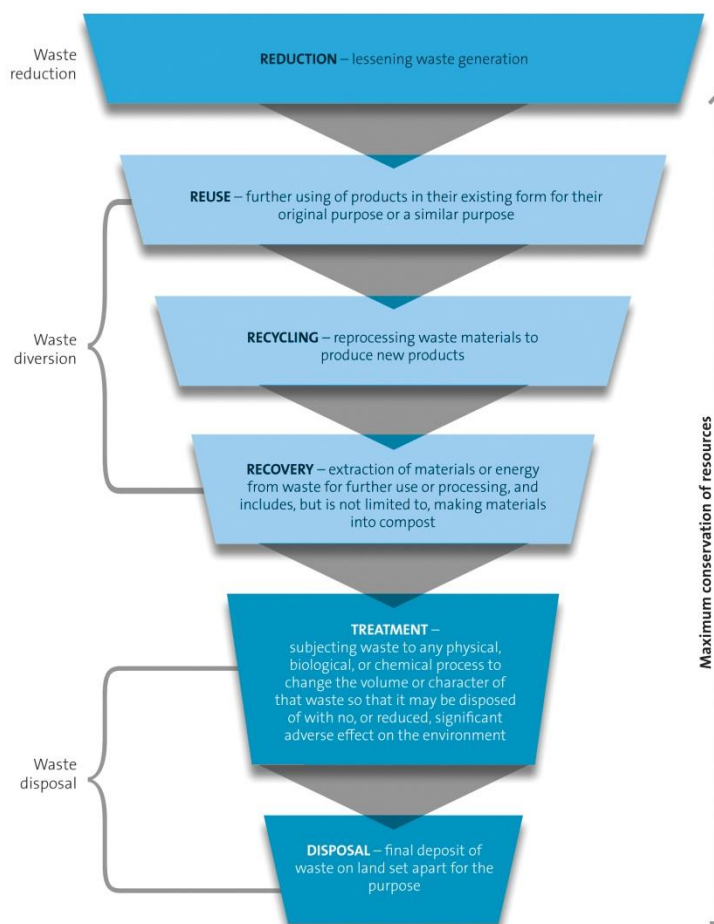 Waste
reduction
REDUCTION – lessening waste generation
REUSE – further using of products in their existing form for their
original purpose or a similar purpose
Waste
diversion
RECYCLING – reprocessing waste materials to
produce new products
RECOVERY – extraction of materials or energy
from waste for further use or processing, and
includes, but is not limited to, making materials
into compost
Maximum conservation of resources
TREATMENT –
subjecting waste to any physical,
biological, or chemical process to
change the volume or character of
that waste so that it may be disposed
of with no, or reduced, significant
adverse effect on the environment
Waste
disposal
DISPOSAL – final deposit of
waste on land set apart for the
purpose